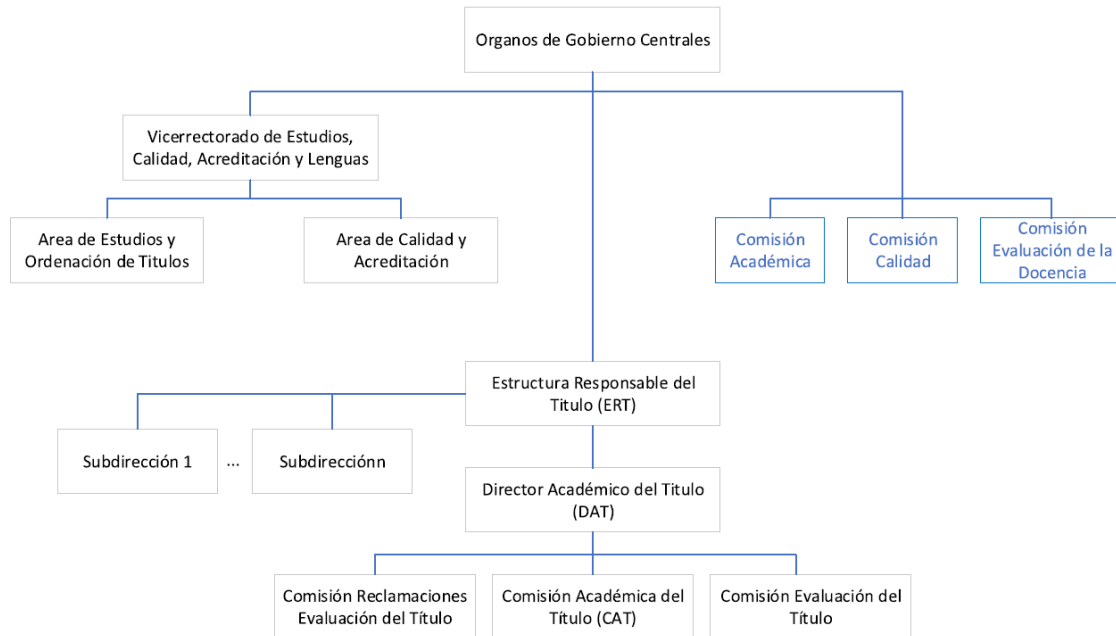 Organos de Gobierno Centrales
Vicerrectorado de Estudios,
Calidad, Acreditación y Lenguas
Area de Estudios y
Ordenación de Titulos
Area de Calidad y
Acreditación
Comisión
Académica
Comisión
Calidad
Comisión
Evaluación de la
Docencia
Estructura Responsable del
Titulo (ERT)
Subdirección 1
...
Subdirecciónn
Director Académico del Titulo
(DAT)
Comisión Reclamaciones
Evaluación del Título
Comisión Académica del
Título (CAT)
Comisión Evaluación del
Título